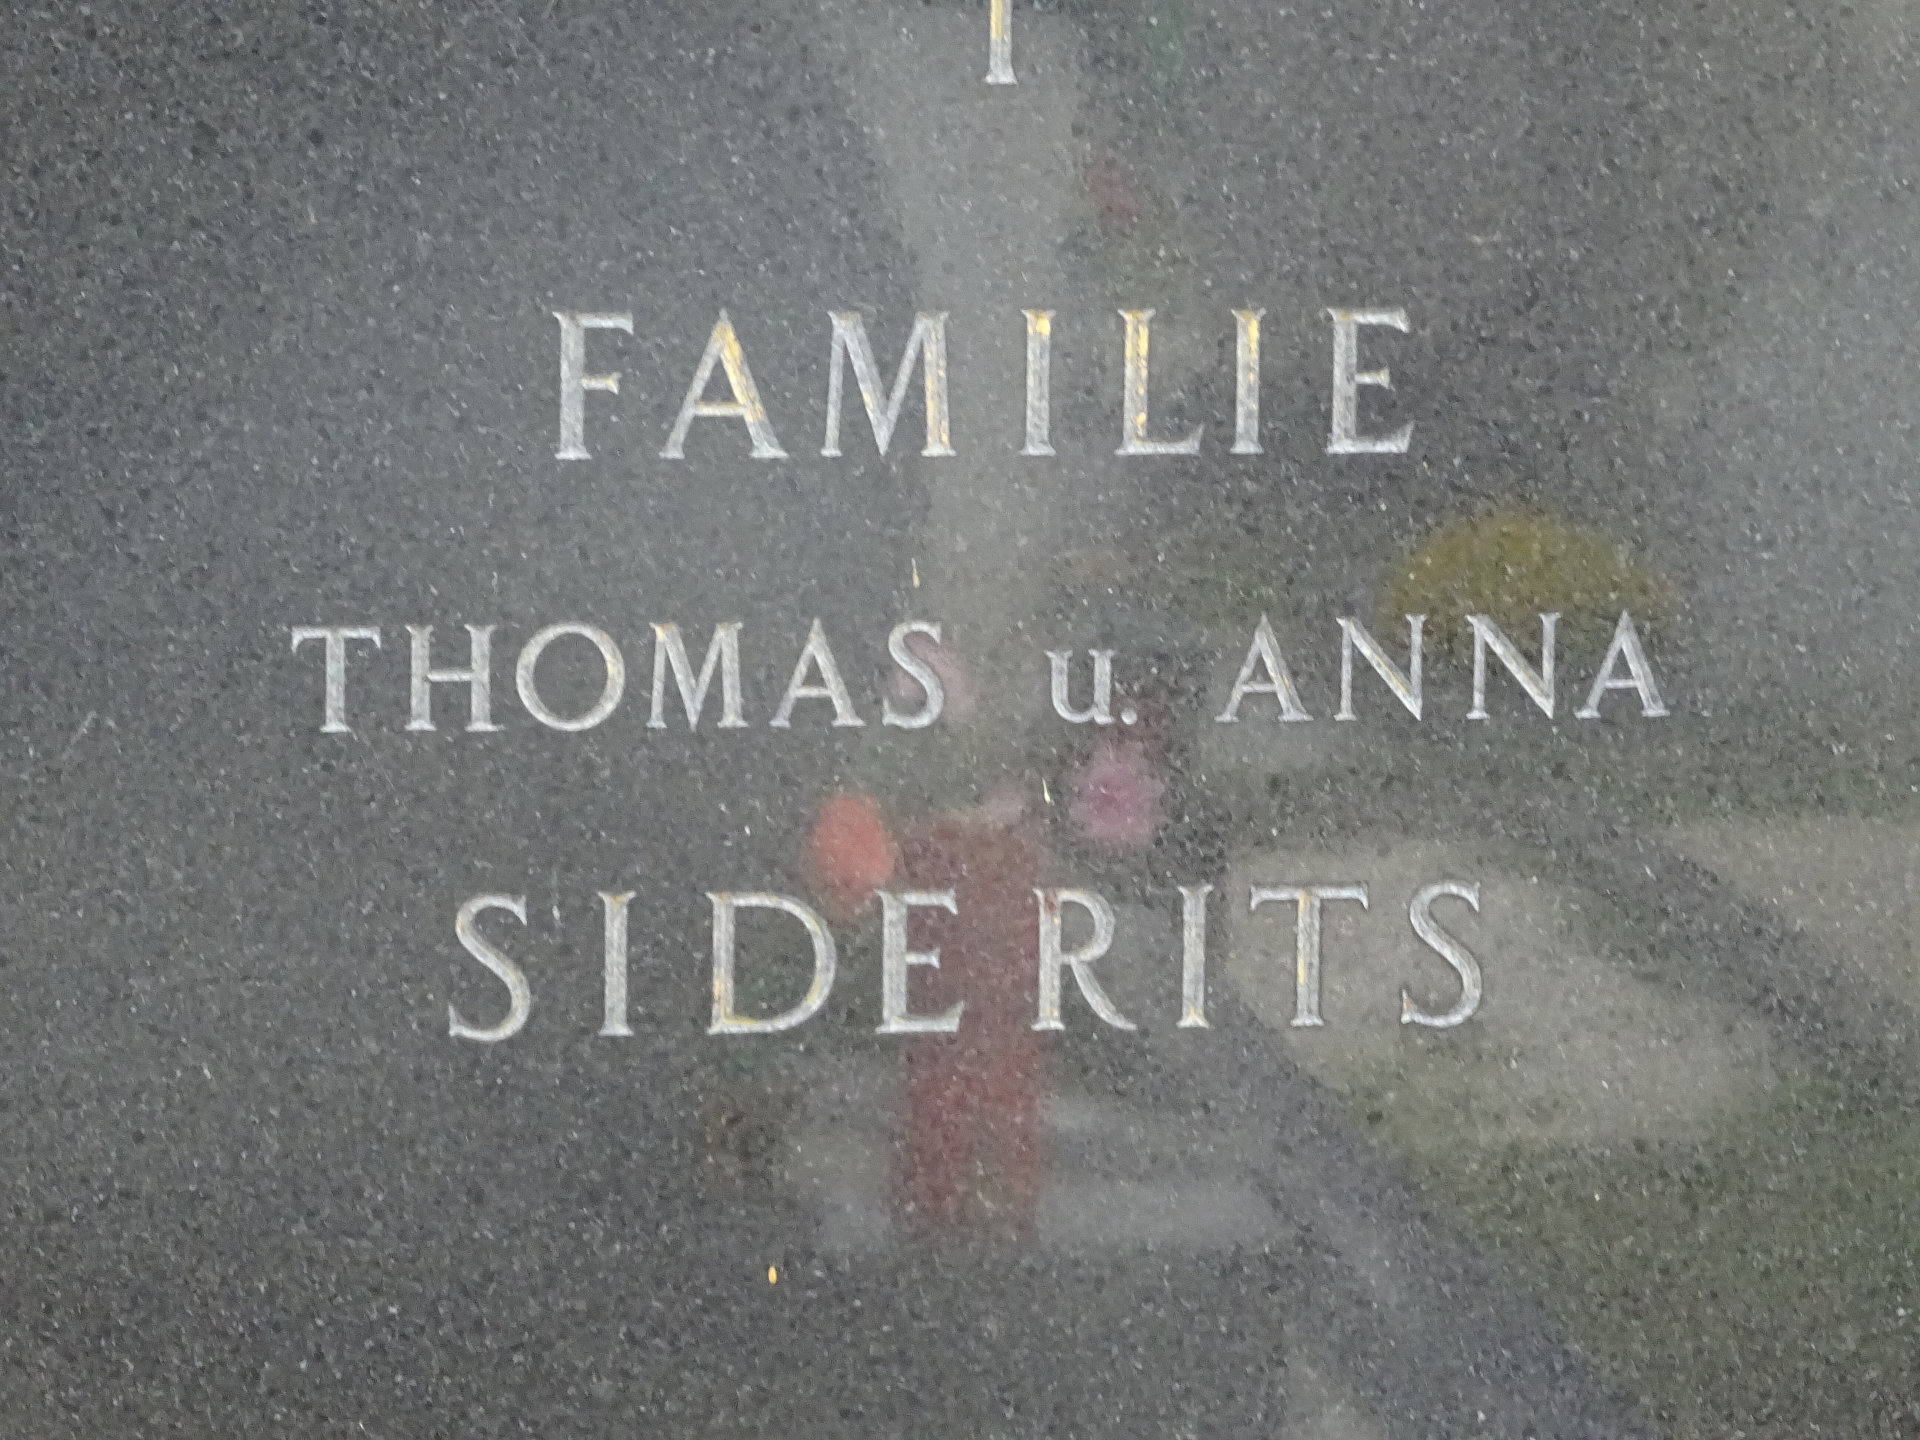 FAMILIE
THOMAS u. ANNA
SIDERITS